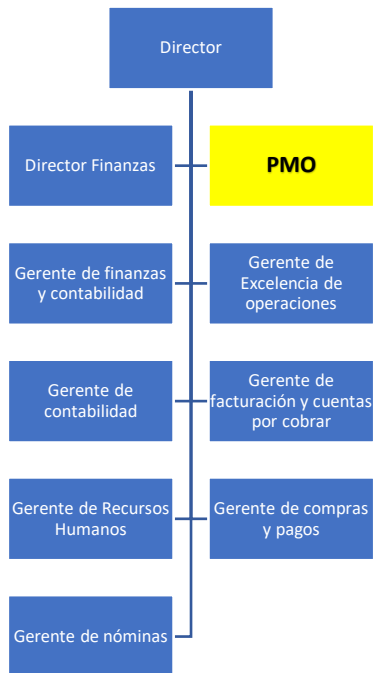 Director
Director Finanzas
PMO
Gerente de finanzas
y contabilidad
Gerente de
Excelencia de
operaciones
Gerente de
contabilidad
Gerente de
facturación y cuentas
por cobrar
Gerente de Recursos
Humanos
Gerente de compras
y pagos
Gerente de nóminas